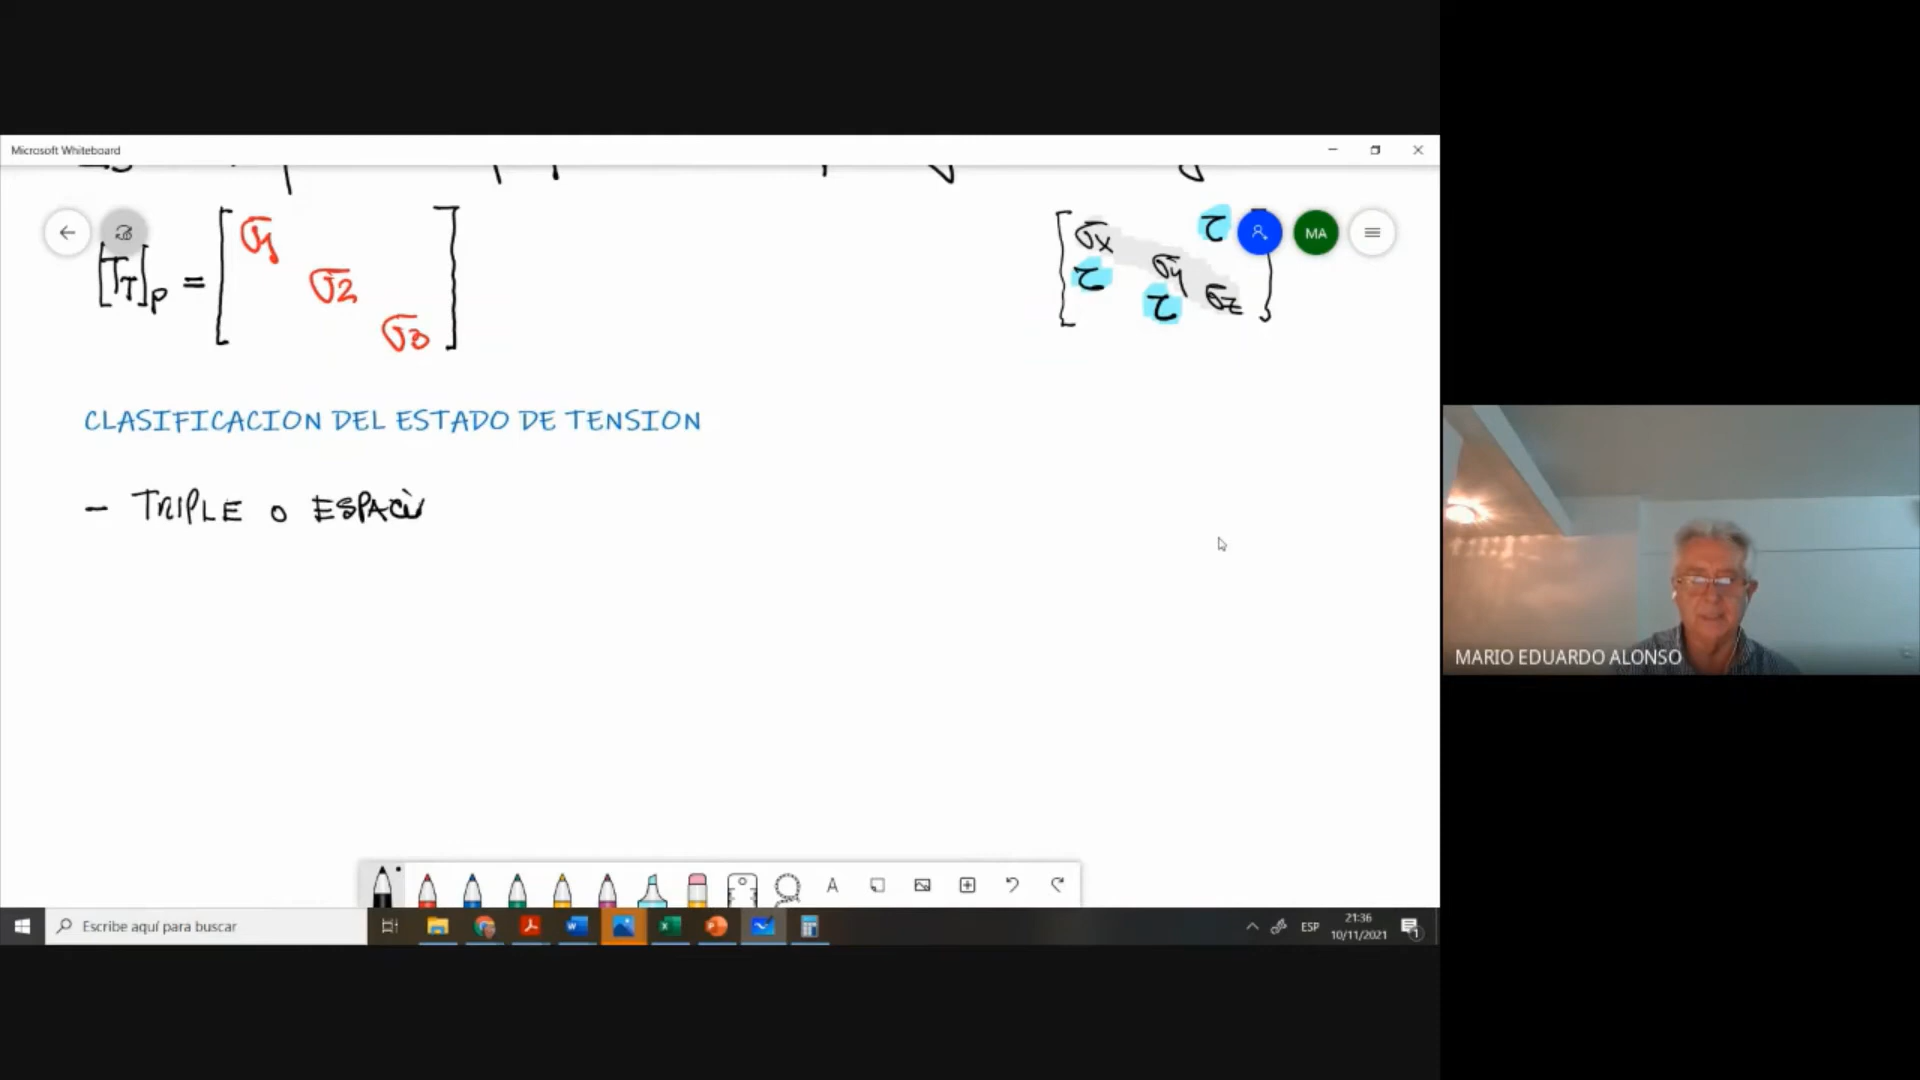 Microsoft Whiteboard
[T_T]_P = [σ1 σ2 σ3]
[σx τ τ σy τ σz]
MA
CLASIFICACION DEL ESTADO DE TENSION
- TRIPLE O ESPACI
MARIO EDUARDO ALONSO
A
Escribe aquí para buscar
ESP
21:36
10/11/2021
1